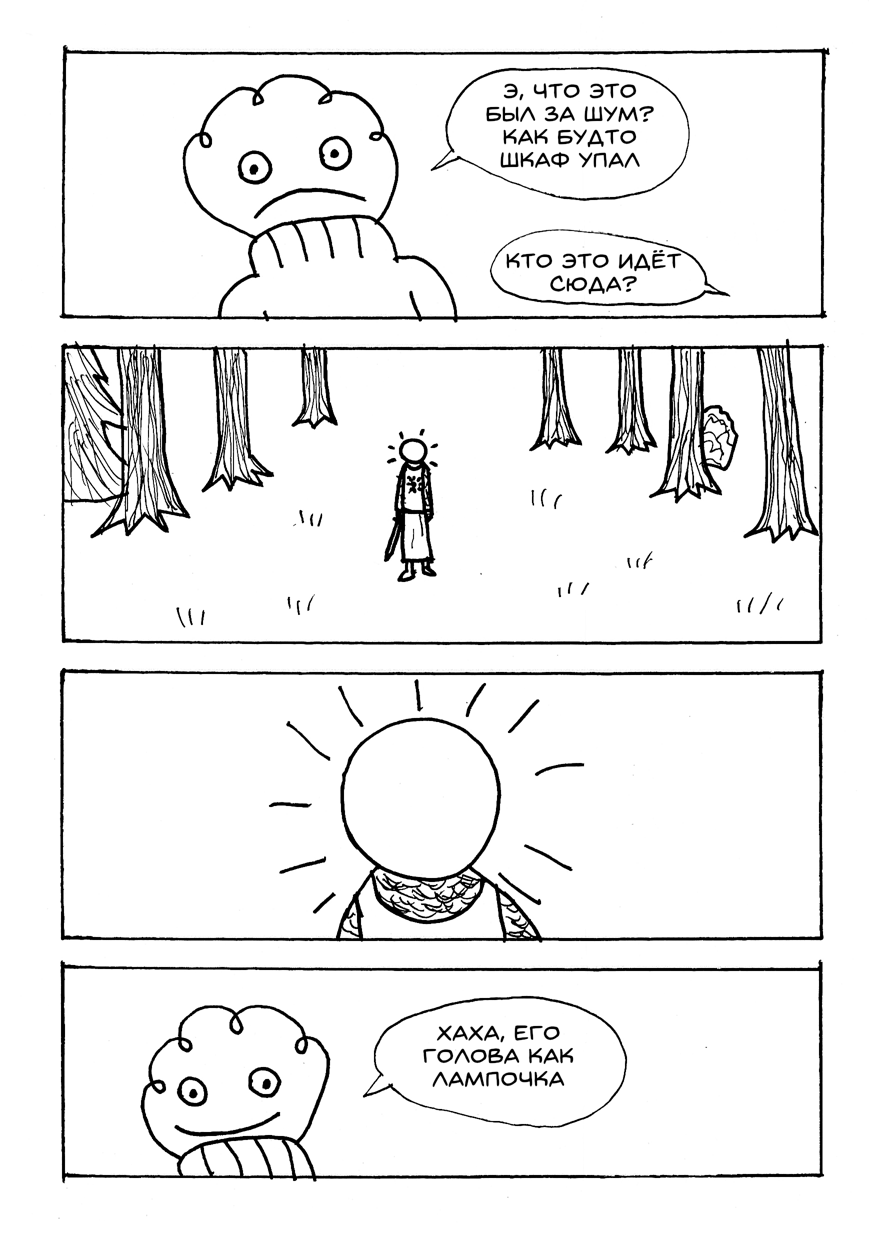 Э, ЧТО ЭТО
БЫЛ ЗА ШУМ?
КАК БУДТО
ШКАФ УПАЛ
КТО ЭТО ИДЁТ
СЮДА?
ХАХА, ЕГО
ГОЛОВА КАК
ЛАМПОЧКА